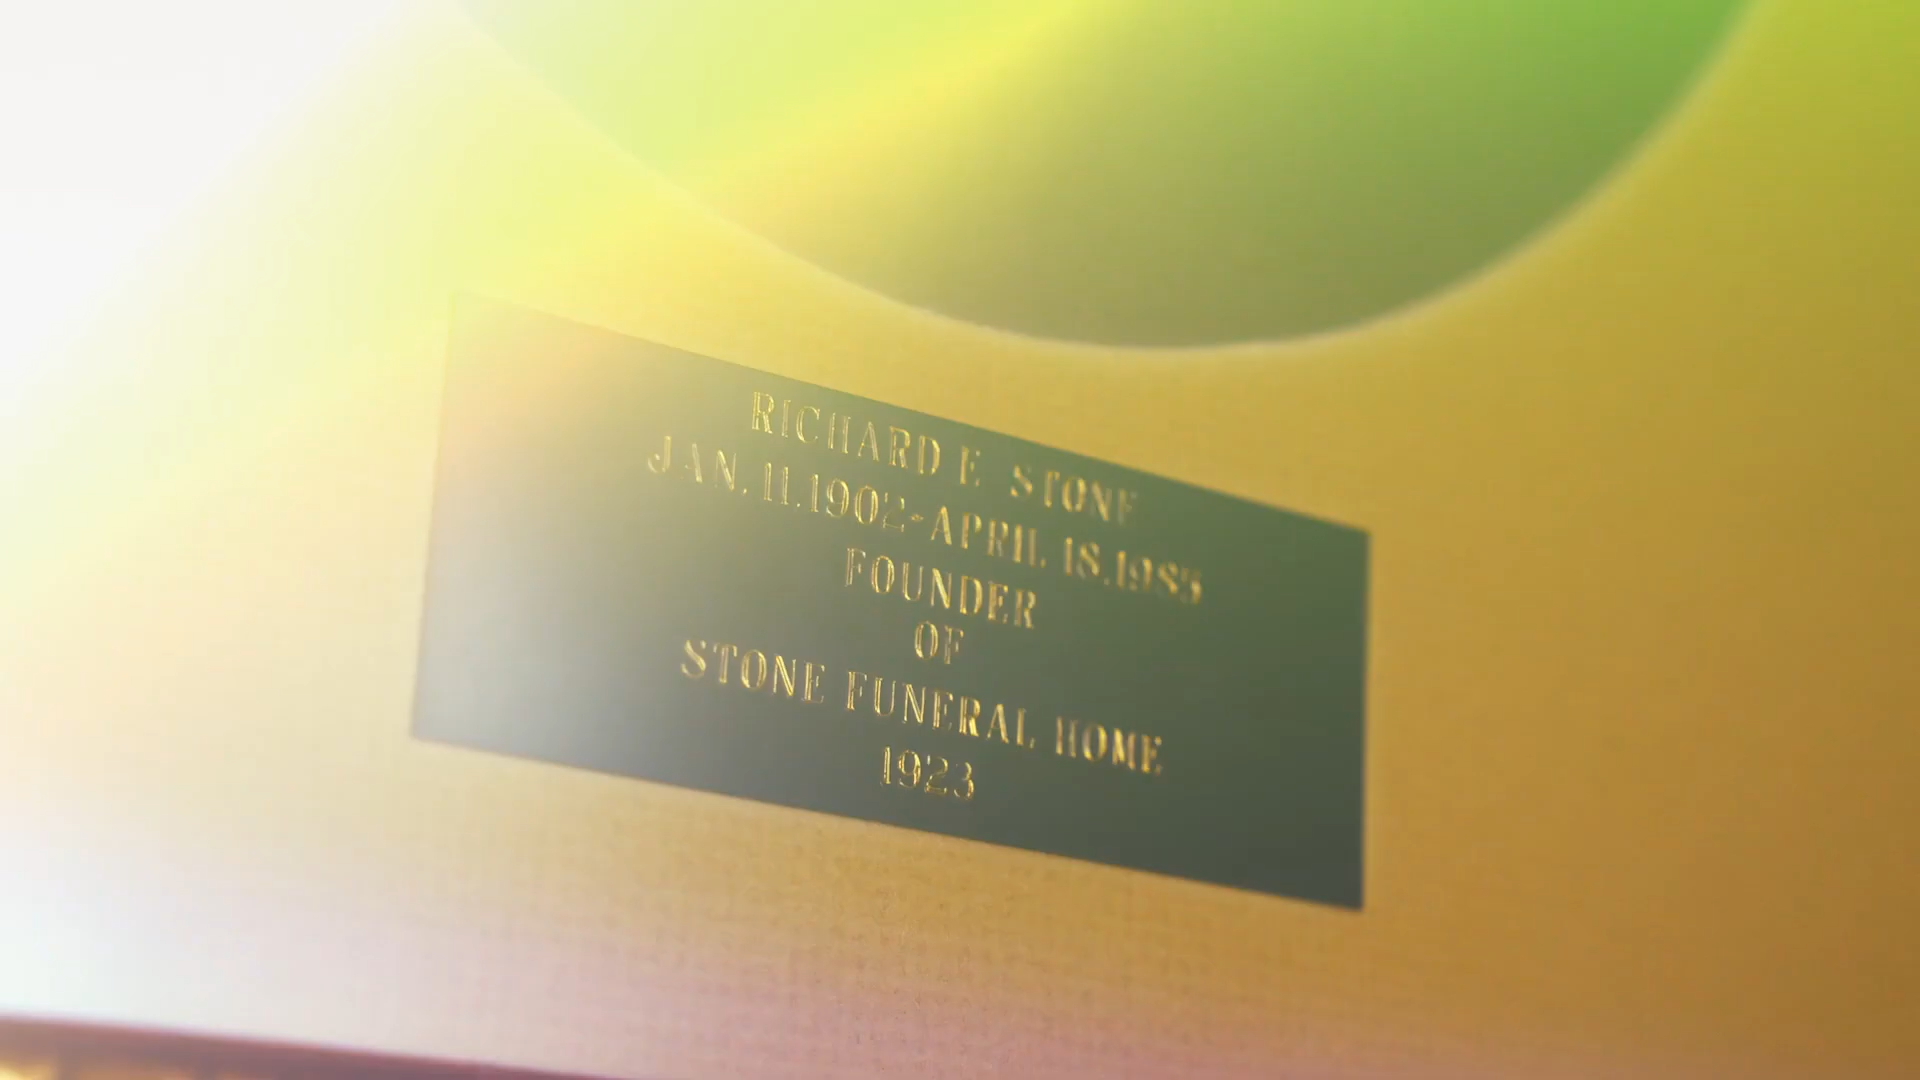 RICHARD E STONE
JAN. 11. 1902 - APRIL 18. 1985
FOUNDER
OF
STONE FUNERAL HOME
1923